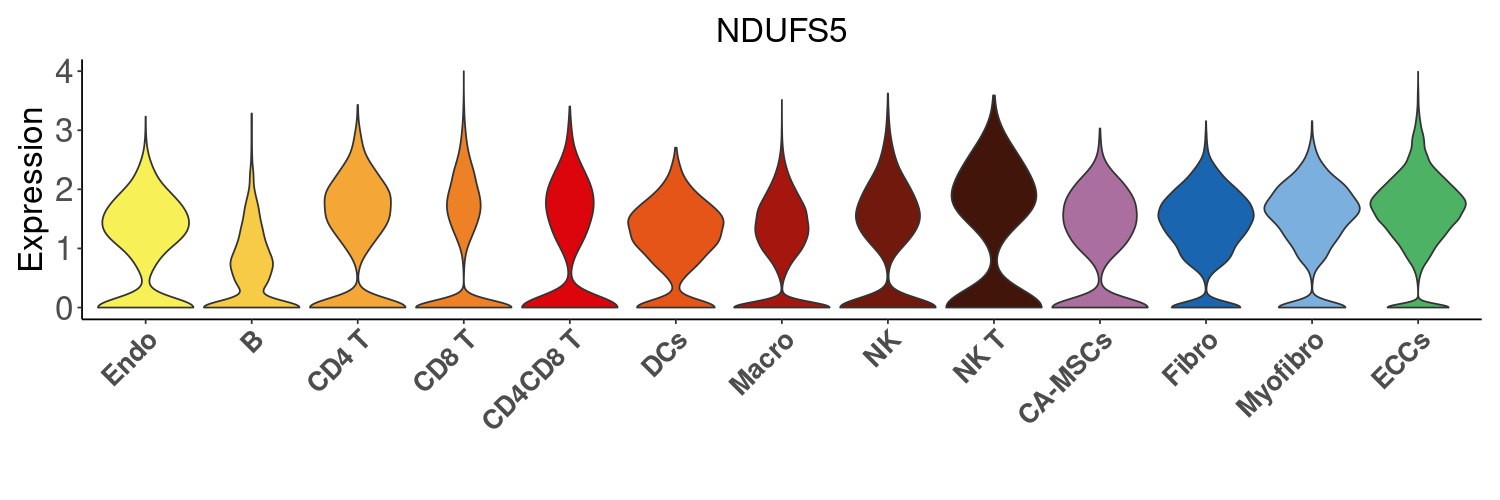 NDUFS5
Expression
4
3
2
1
0
Endo
B
CD4 T
CD8 T
CD4CD8 T
DCs
Macro
NK
NK T
CA-MSCs
Fibro
Myofibro
ECCs